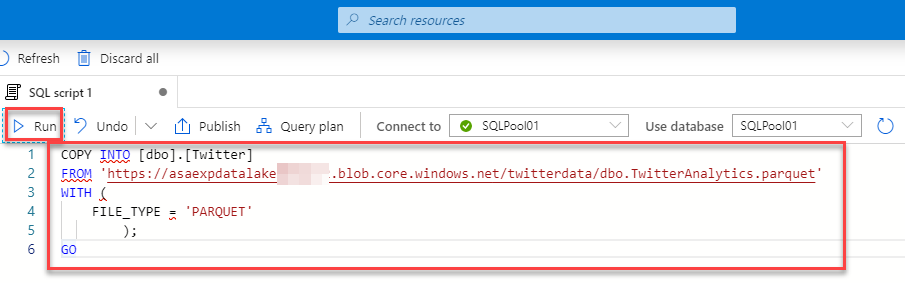 Search resources
Refresh Discard all
SQL script 1
Run Undo Publish Query plan Connect to SQLPool01 Use database SQLPool01
1 COPY INTO [dbo].[Twitter]
2 FROM 'https://asaexpdatalake .blob.core.windows.net/twitterdata/dbo.TwitterAnalytics.parquet'
3 WITH (
4 FILE_TYPE = 'PARQUET'
5 );
6 GO